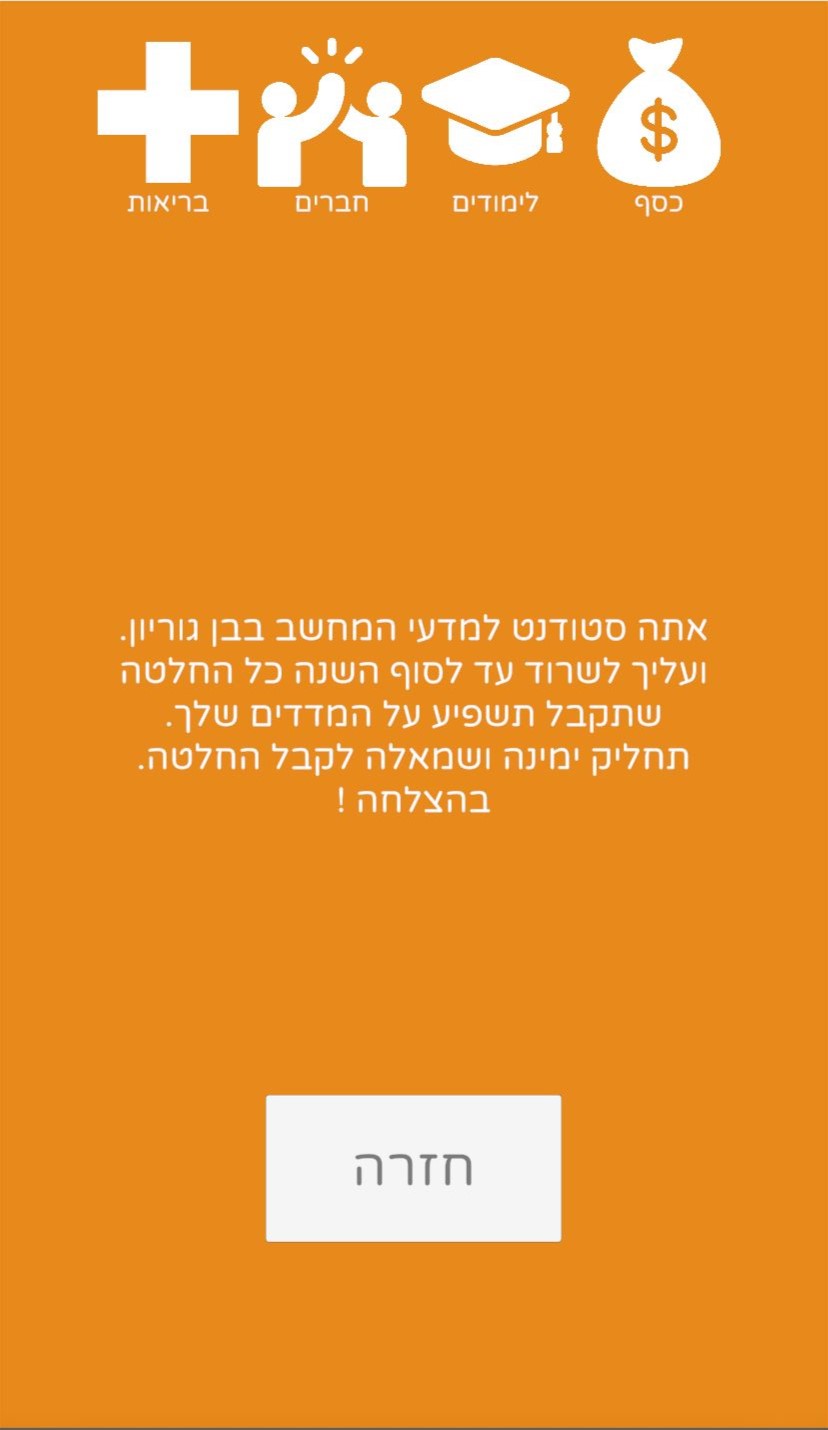 כסף
לימודים
חברים
בריאות
אתה סטודנט למדעי המחשב בבן גוריון.
ועליך לשרוד עד לסוף השנה כל החלטה
שתקבל תשפיע על המדדים שלך.
תחליק ימינה ושמאלה לקבל החלטה.
בהצלחה !
חזרה